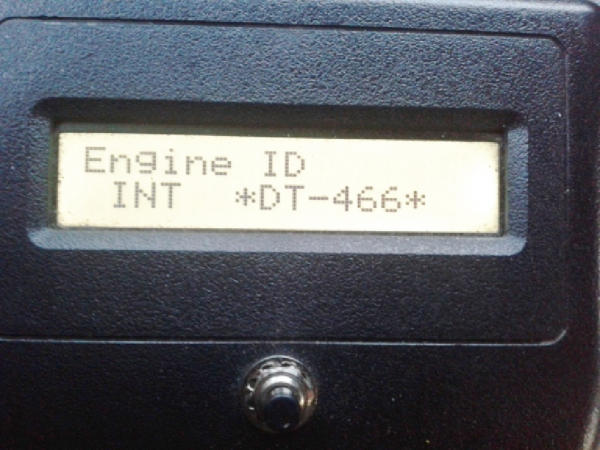 Engine ID
INT *DT-466*